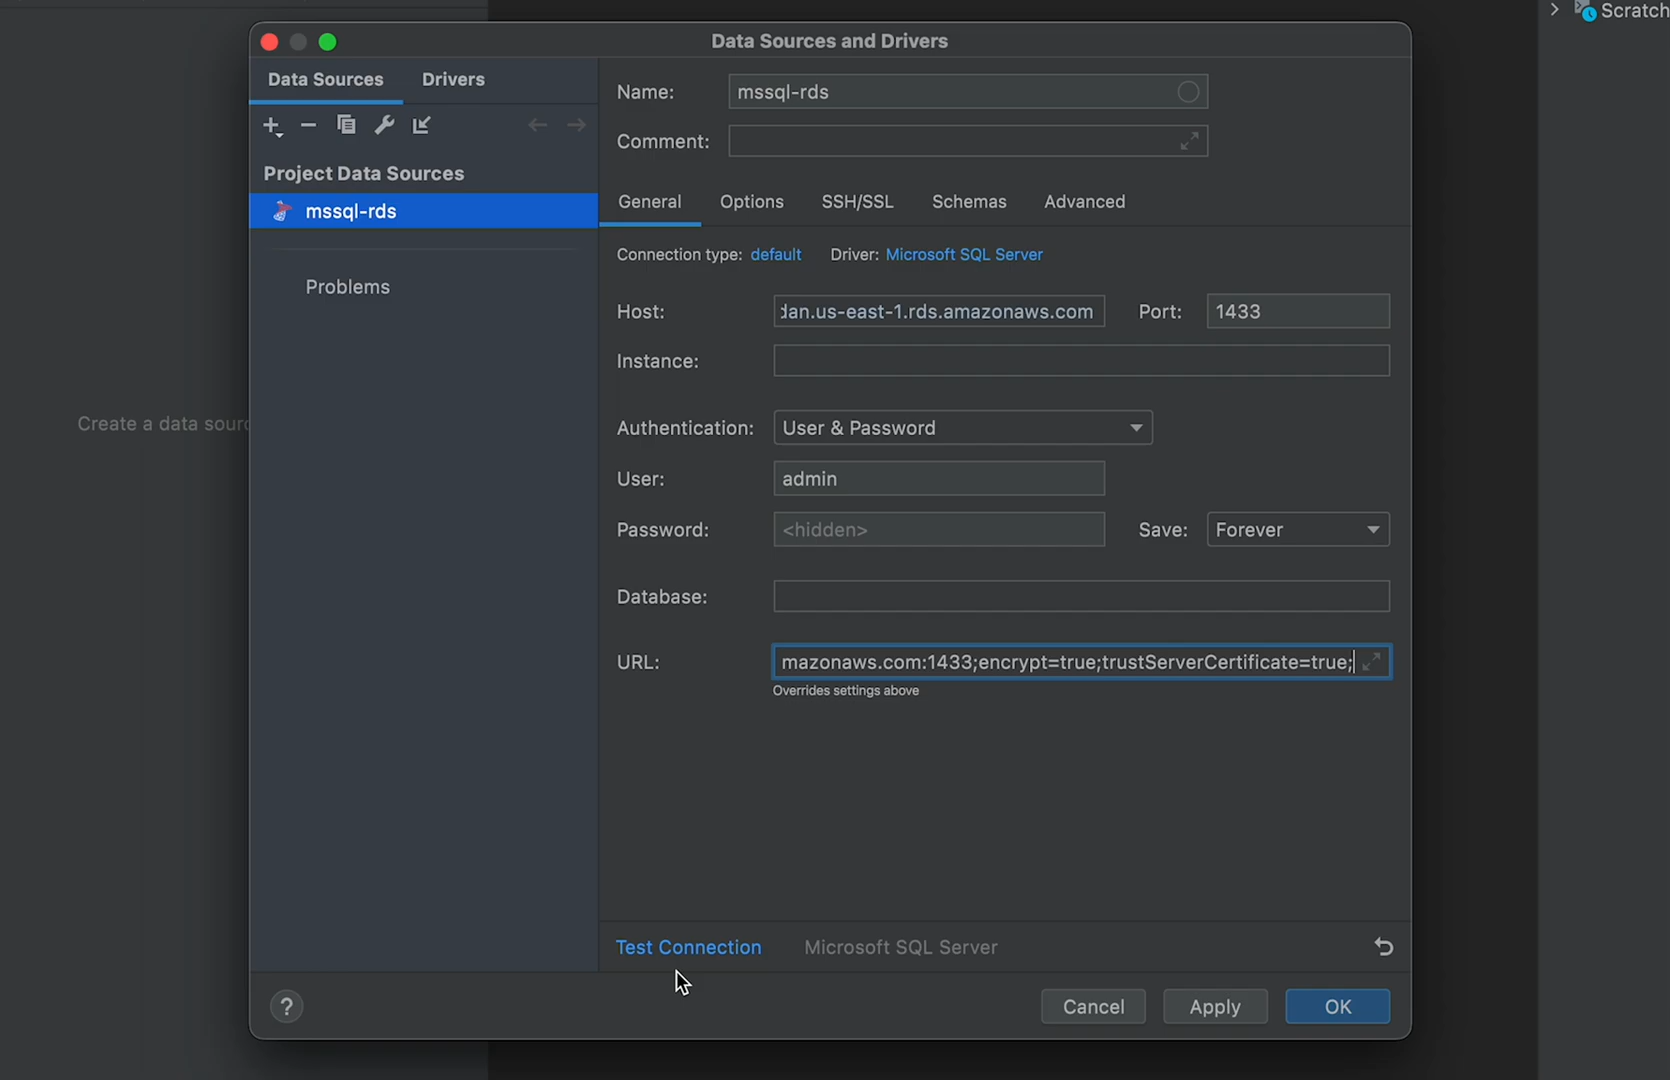 Scratch
Data Sources and Drivers
Data Sources Drivers
Project Data Sources
mssql-rds
Problems
Create a data
Name: mssql-rds
Comment:
General Options SSH/SSL Schemas Advanced
Connection type: default Driver: Microsoft SQL Server
Host: dan.us-east-1.rds.amazonaws.com Port: 1433
Instance:
Authentication: User & Password
User: admin
Password: <hidden> Save: Forever
Database:
URL: mazonaws.com:1433;encrypt=true;trustServerCertificate=true;
Overrides settings above
Test Connection Microsoft SQL Server
? Cancel Apply OK